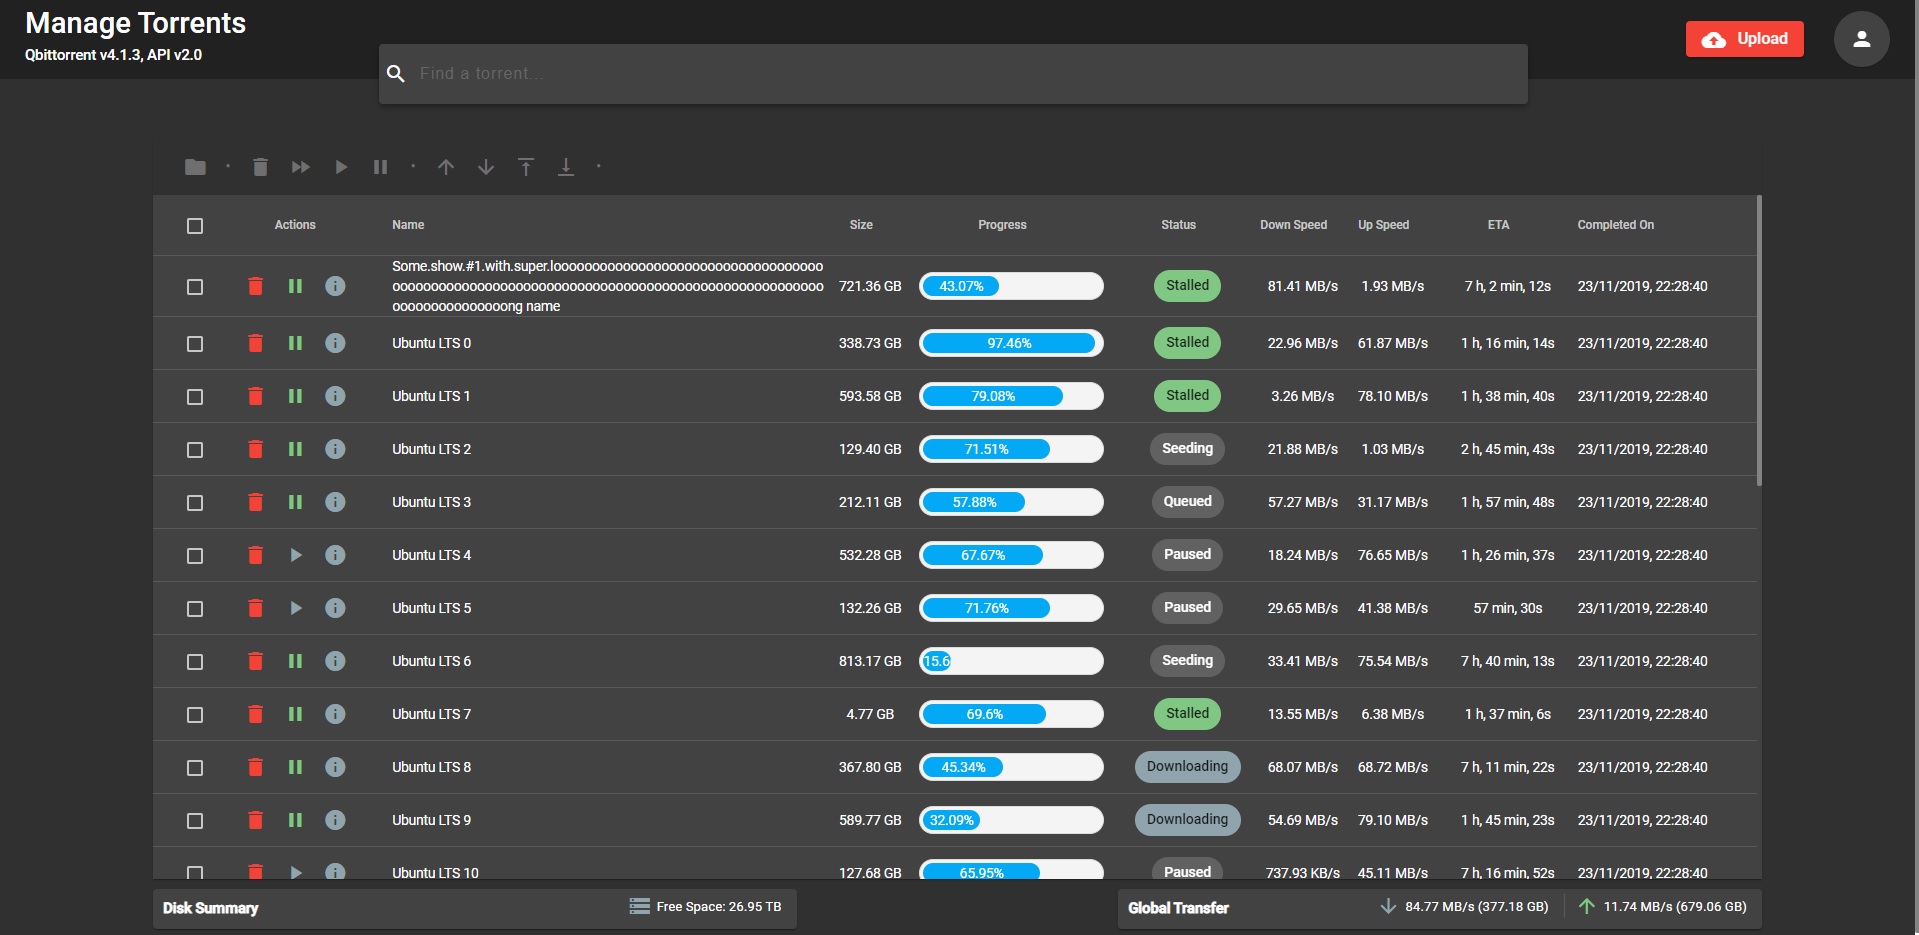 Manage Torrents
Qbittorrent v4.1.3, API v2.0
Upload
Find a torrent...
Actions Name Size Progress Status Down Speed Up Speed ETA Completed On
Some.show.#1.with.super.looooooooooooooooooooooooooooooooooo
oooooooooooooooooooooooooooooooooooooooooooooooooooooooo
ooooooooooooooong name
721.36 GB 43.07% Stalled 81.41 MB/s 1.93 MB/s 7 h, 2 min, 12s 23/11/2019, 22:28:40
Ubuntu LTS 0 338.73 GB 97.46% Stalled 22.96 MB/s 61.87 MB/s 1 h, 16 min, 14s 23/11/2019, 22:28:40
Ubuntu LTS 1 593.58 GB 79.08% Stalled 3.26 MB/s 78.10 MB/s 1 h, 38 min, 40s 23/11/2019, 22:28:40
Ubuntu LTS 2 129.40 GB 71.51% Seeding 21.88 MB/s 1.03 MB/s 2 h, 45 min, 43s 23/11/2019, 22:28:40
Ubuntu LTS 3 212.11 GB 57.88% Queued 57.27 MB/s 31.17 MB/s 1 h, 57 min, 48s 23/11/2019, 22:28:40
Ubuntu LTS 4 532.28 GB 67.67% Paused 18.24 MB/s 76.65 MB/s 1 h, 26 min, 37s 23/11/2019, 22:28:40
Ubuntu LTS 5 132.26 GB 71.76% Paused 29.65 MB/s 41.38 MB/s 57 min, 30s 23/11/2019, 22:28:40
Ubuntu LTS 6 813.17 GB 15.6 Seeding 33.41 MB/s 75.54 MB/s 7 h, 40 min, 13s 23/11/2019, 22:28:40
Ubuntu LTS 7 4.77 GB 69.6% Stalled 13.55 MB/s 6.38 MB/s 1 h, 37 min, 6s 23/11/2019, 22:28:40
Ubuntu LTS 8 367.80 GB 45.34% Downloading 68.07 MB/s 68.72 MB/s 7 h, 11 min, 22s 23/11/2019, 22:28:40
Ubuntu LTS 9 589.77 GB 32.09% Downloading 54.69 MB/s 79.10 MB/s 1 h, 45 min, 23s 23/11/2019, 22:28:40
Ubuntu LTS 10 127.68 GB 65.95% Paused 737.93 KB/s 45.11 MB/s 7 h, 16 min, 52s 23/11/2019, 22:28:40
Disk Summary Free Space: 26.95 TB
Global Transfer 84.77 MB/s (377.18 GB) 11.74 MB/s (679.06 GB)